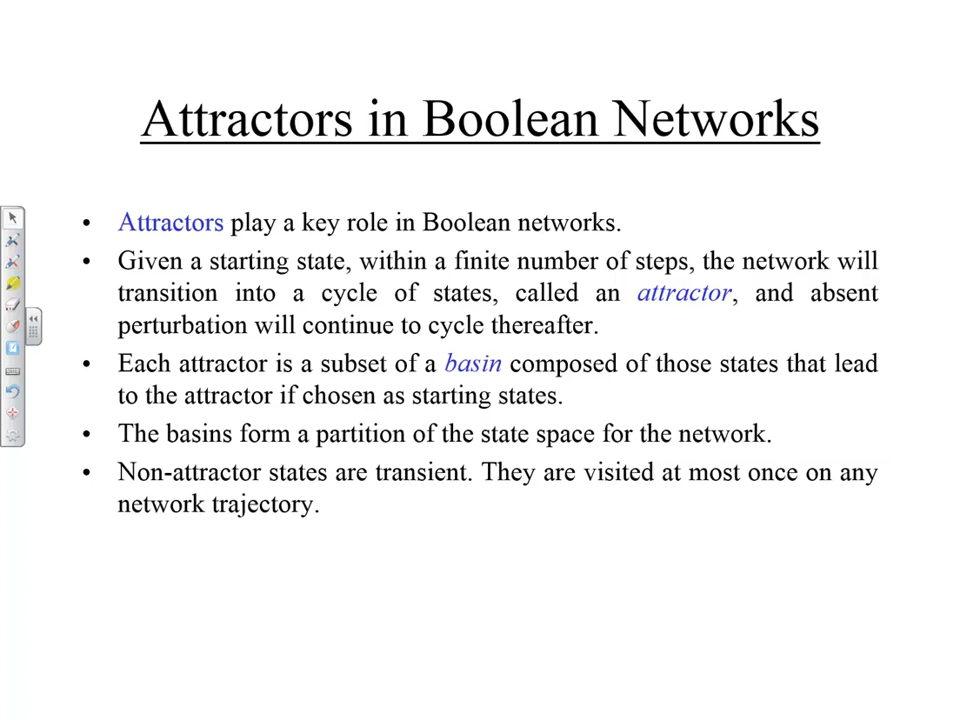 Attractors in Boolean Networks
• Attractors play a key role in Boolean networks.
• Given a starting state, within a finite number of steps, the network will
transition into a cycle of states, called an attractor, and absent
perturbation will continue to cycle thereafter.
• Each attractor is a subset of a basin composed of those states that lead
to the attractor if chosen as starting states.
• The basins form a partition of the state space for the network.
• Non-attractor states are transient. They are visited at most once on any
network trajectory.